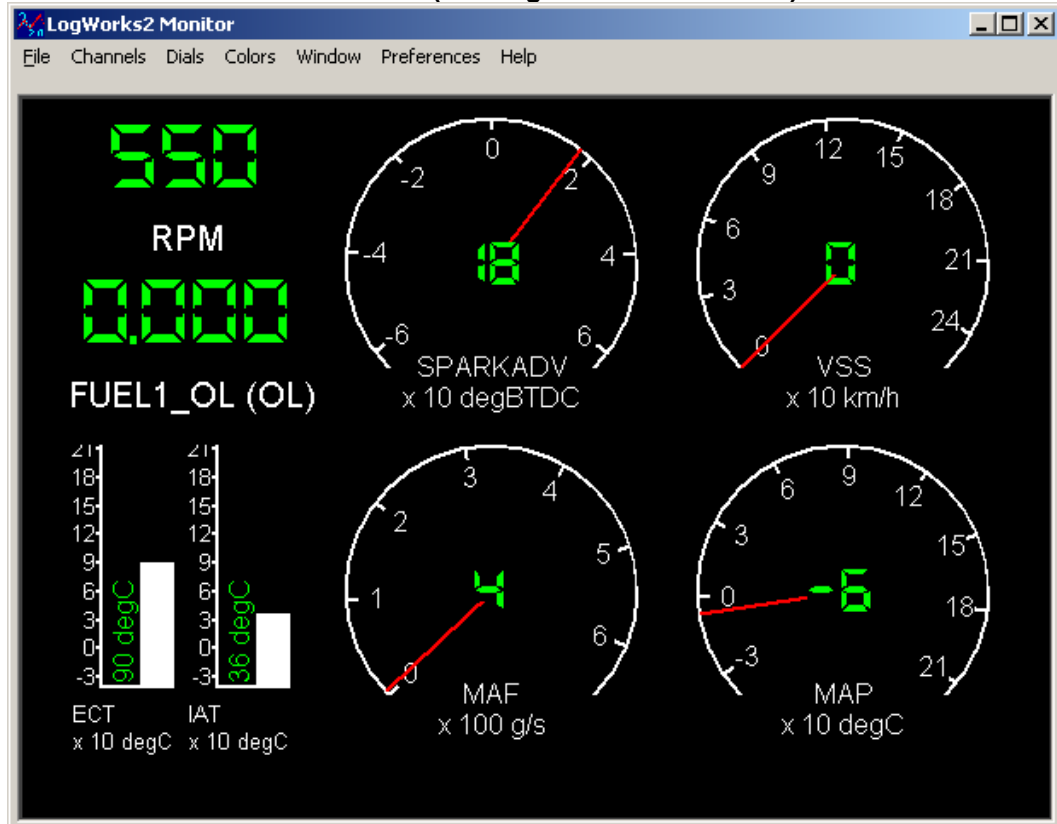 LogWorks2 Monitor
File Channels Dials Colors Window Preferences Help
550
RPM
0.000
FUEL1_OL (OL)
-6 -4 -2 0 2 4 6
18
SPARKADV
x 10 degBTDC
0 3 6 9 12 15 18 21 24
0
VSS
x 10 km/h
21
18
15
12
9
6
3
0
-3
90 degC
ECT
x 10 degC
21
18
15
12
9
6
3
0
-3
36 degC
IAT
x 10 degC
0 1 2 3 4 5 6
4
MAF
x 100 g/s
-3 0 3 6 9 12 15 18 21
-6
MAP
x 10 degC